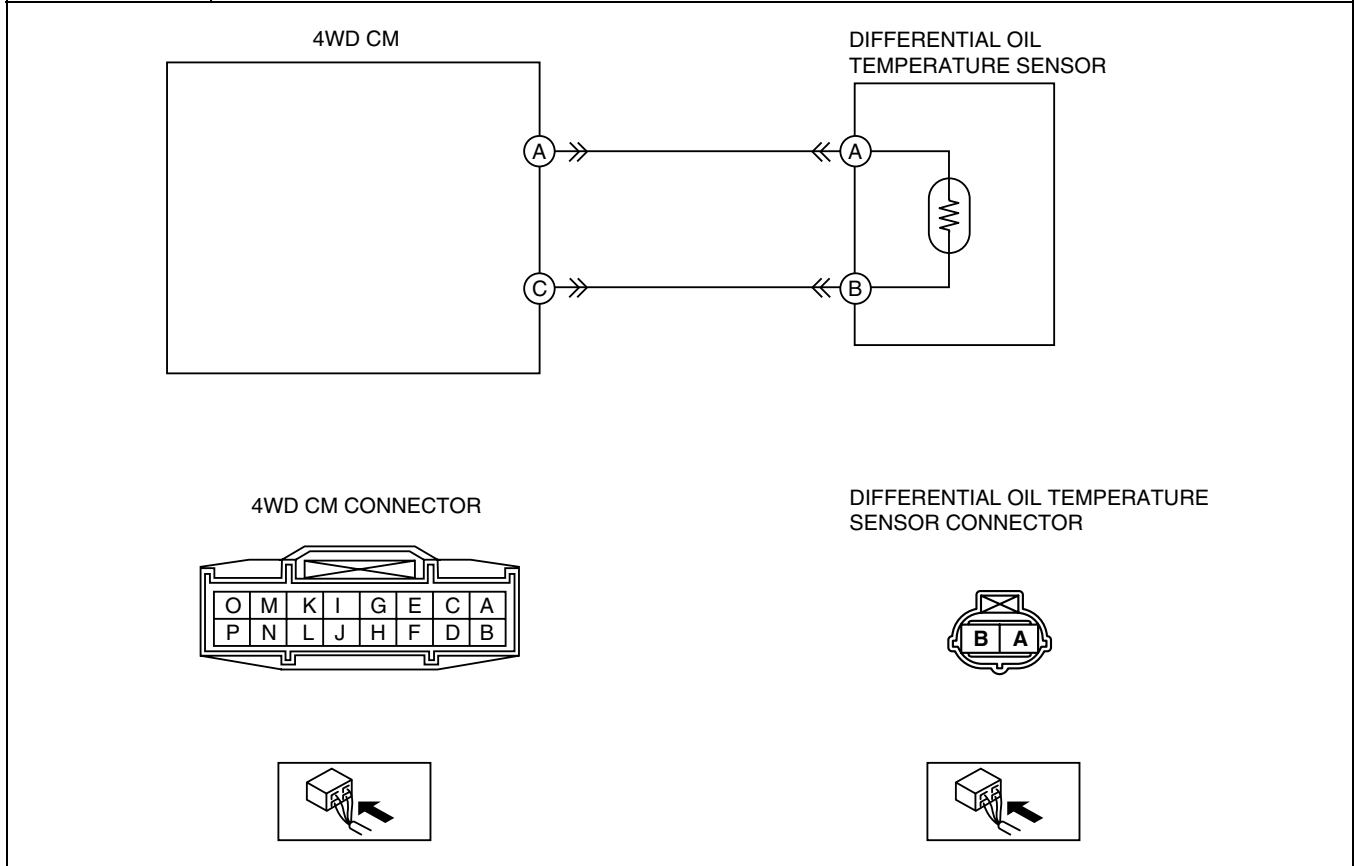 4WD CM
DIFFERENTIAL OIL
TEMPERATURE SENSOR
A
A
C
B
4WD CM CONNECTOR
DIFFERENTIAL OIL TEMPERATURE
SENSOR CONNECTOR
O M K I G E C A
P N L J H F D B
B A